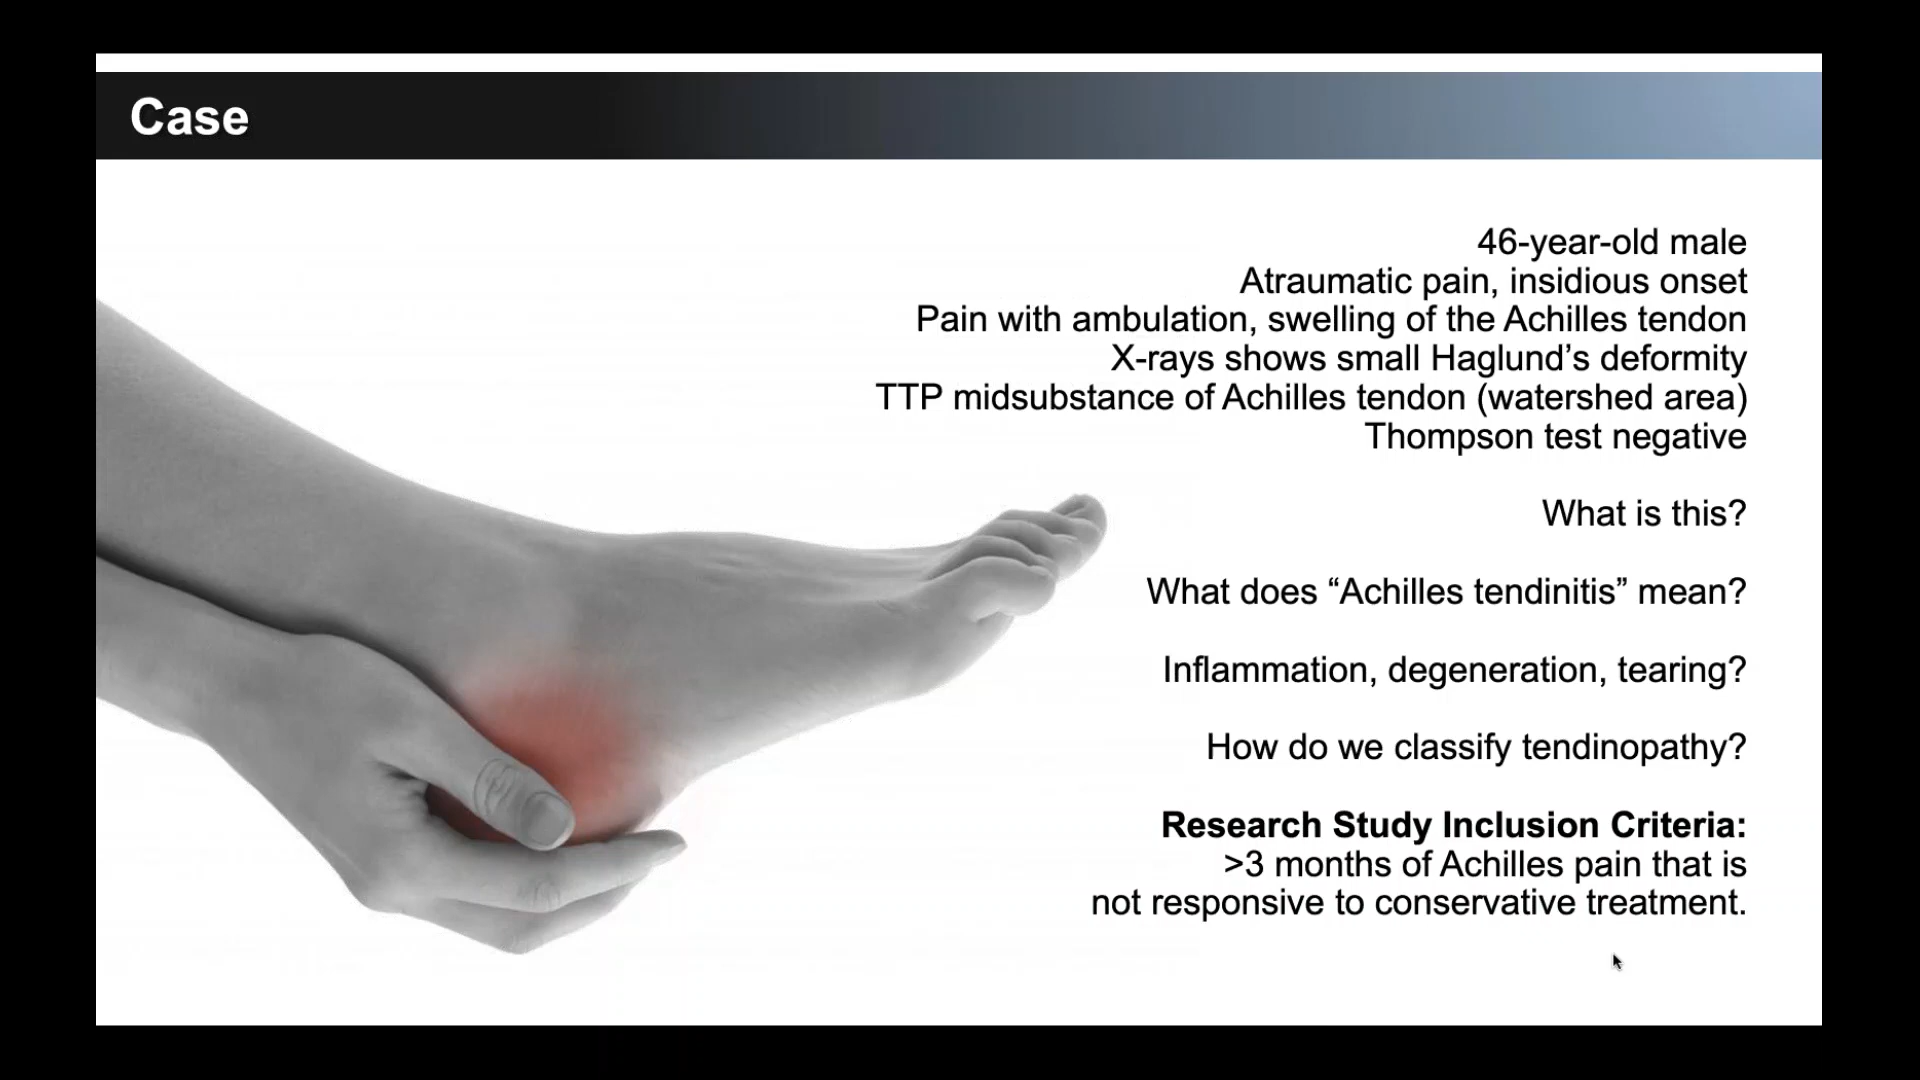 Case
46-year-old male
Atraumatic pain, insidious onset
Pain with ambulation, swelling of the Achilles tendon
X-rays shows small Haglund’s deformity
TTP midsubstance of Achilles tendon (watershed area)
Thompson test negative
What is this?
What does “Achilles tendinitis” mean?
Inflammation, degeneration, tearing?
How do we classify tendinopathy?
Research Study Inclusion Criteria:
>3 months of Achilles pain that is
not responsive to conservative treatment.